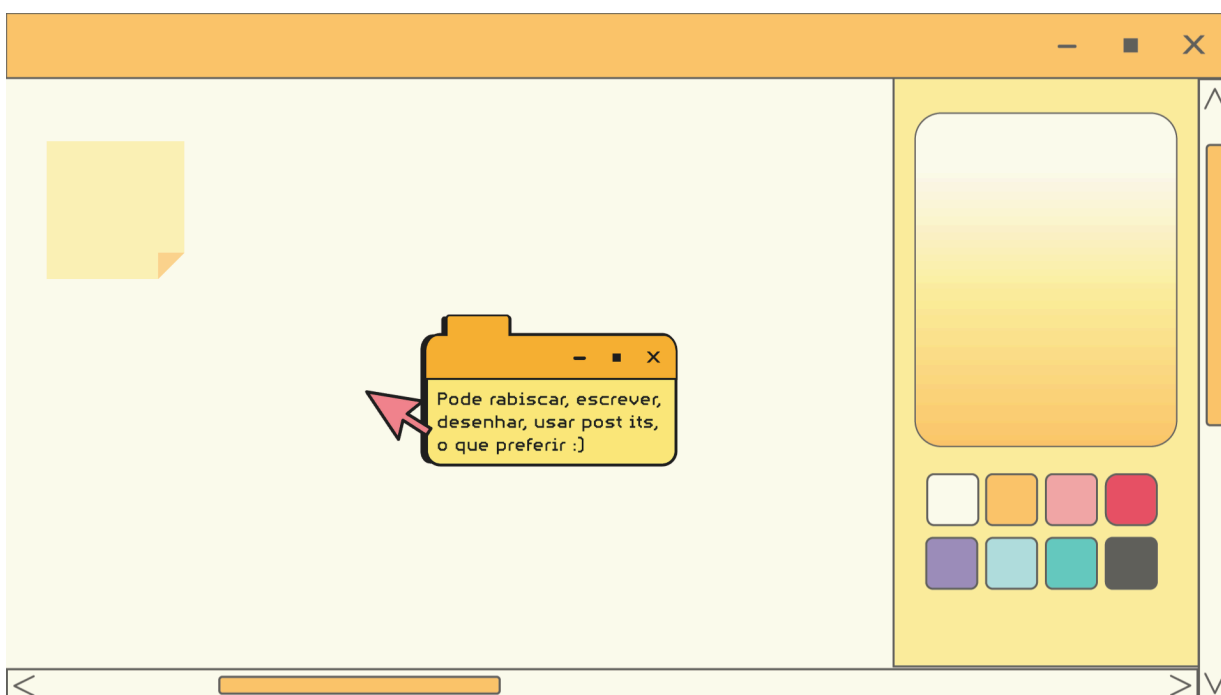 Pode rabiscar, escrever,
desenhar, usar post its,
o que preferir :)